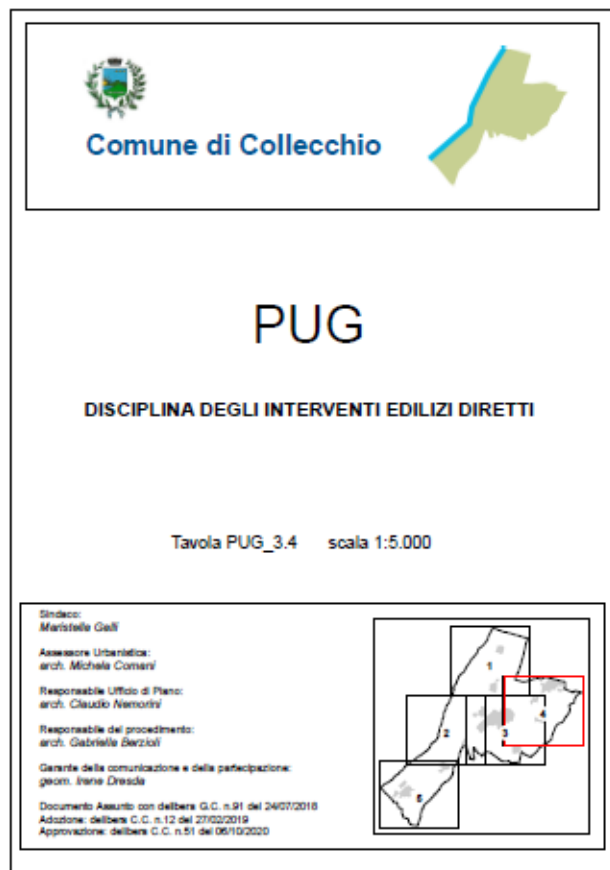 Comune di Collecchio
PUG
DISCIPLINA DEGLI INTERVENTI EDILIZI DIRETTI
Tavola PUG_3.4 scala 1:5.000
Sindaco:
Maristella Galli
Assessore Urbanistica:
arch. Michela Comani
Responsabile Ufficio di Piano:
arch. Claudio Nemorini
Responsabile del procedimento:
arch. Gabriella Berzioli
Garante della comunicazione e della partecipazione:
geom. Irene Dresda
Documento Assunto con delibera G.C. n.91 del 24/07/2018
Adozione: delibera C.C. n.12 del 27/02/2019
Approvazione: delibera C.C. n.51 del 06/10/2020
1
4
2
3
5